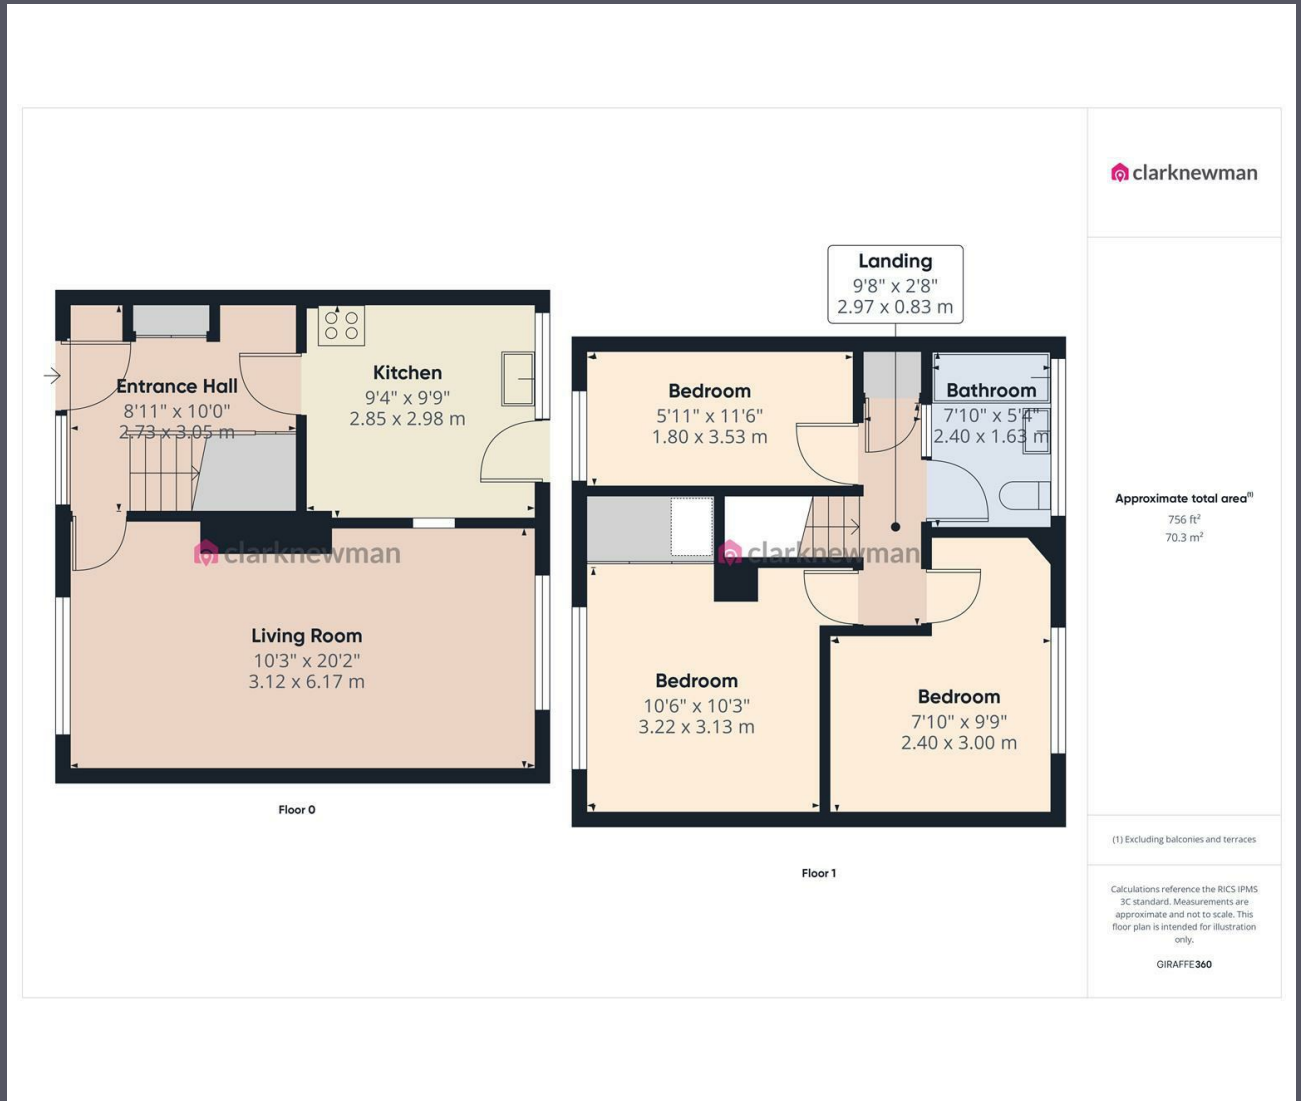 clarknewman
Landing
9'8" x 2'8"
2.97 x 0.83 m
Entrance Hall
8'11" x 10'0"
2.73 x 3.05 m
Kitchen
9'4" x 9'9"
2.85 x 2.98 m
Living Room
10'3" x 20'2"
3.12 x 6.17 m
clarknewman
Floor 0
Bedroom
5'11" x 11'6"
1.80 x 3.53 m
Bathroom
7'10" x 5'4"
2.40 x 1.63 m
clarknewman
Bedroom
10'6" x 10'3"
3.22 x 3.13 m
Bedroom
7'10" x 9'9"
2.40 x 3.00 m
Floor 1
Approximate total area(1)
756 ft²
70.3 m²
(1) Excluding balconies and terraces
Calculations reference the RICS IPMS
3C standard. Measurements are
approximate and not to scale. This
floor plan is intended for illustration
only.
GIRAFFE360